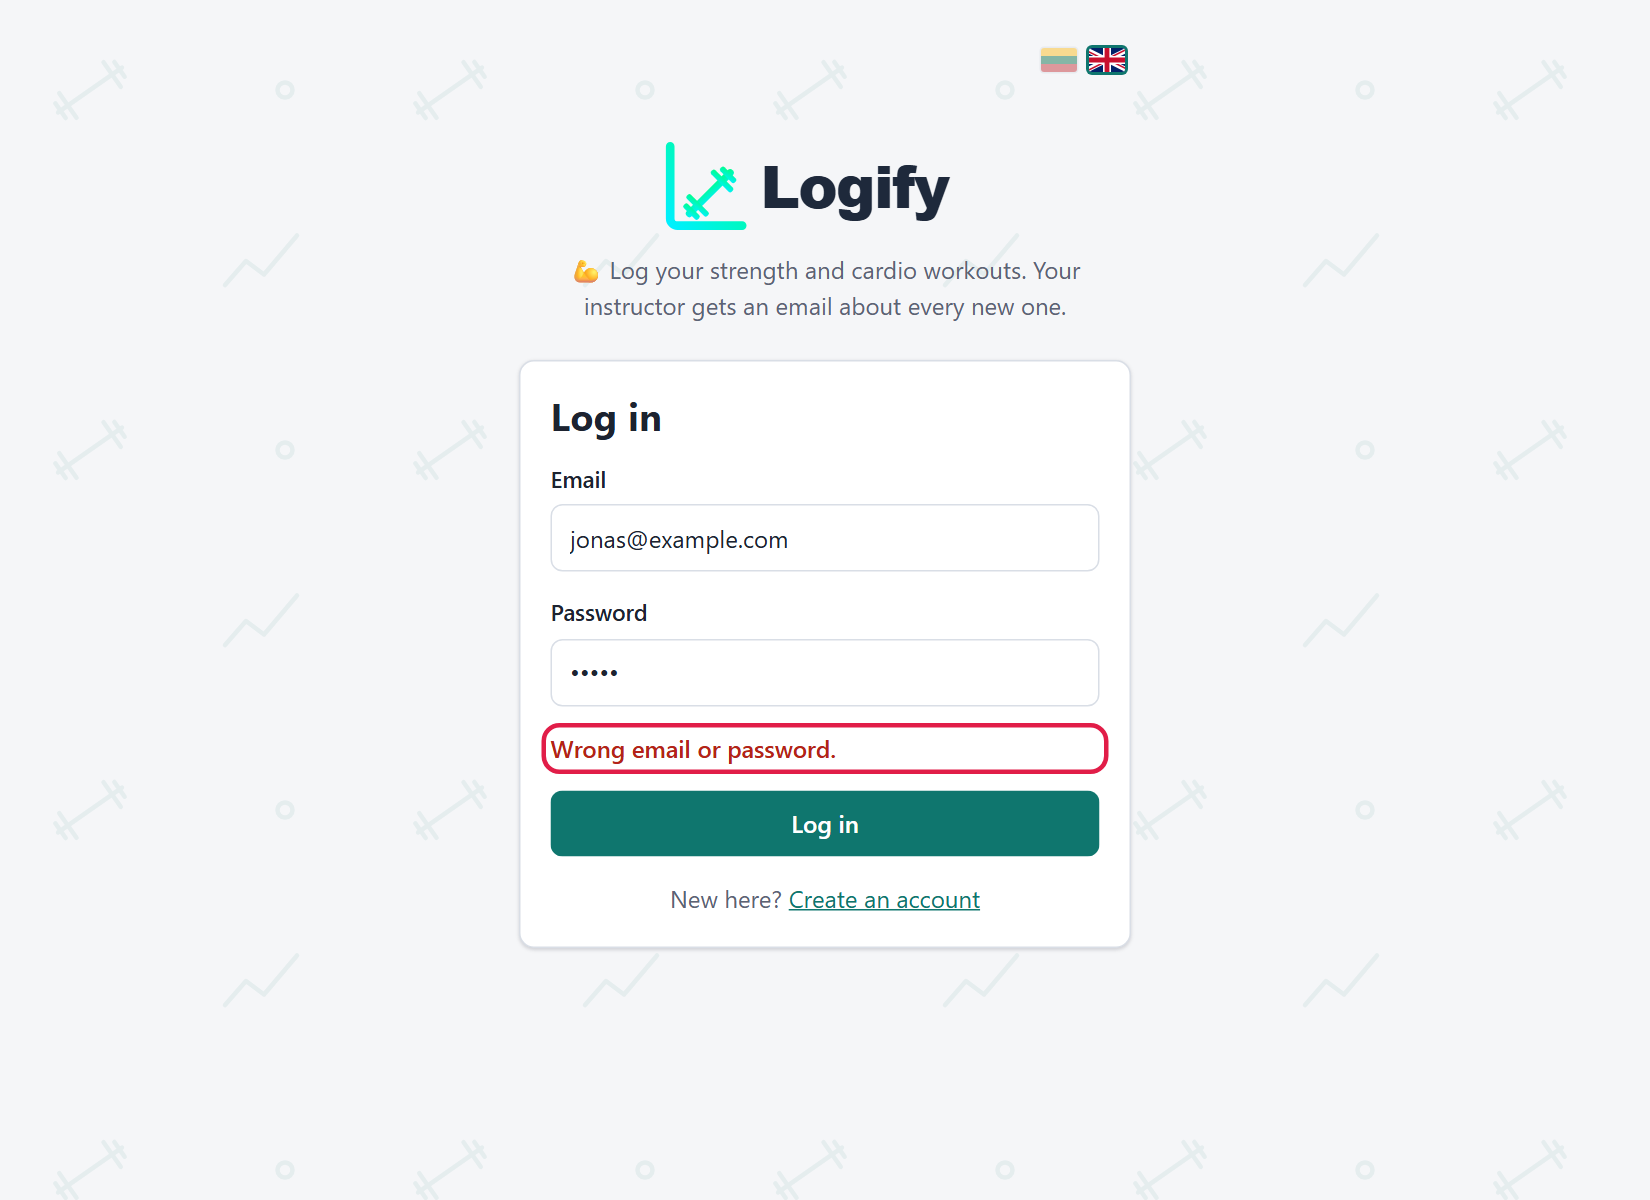 Logify
💪 Log your strength and cardio workouts. Your
instructor gets an email about every new one.
Log in
Email
jonas@example.com
Password
•••••
Wrong email or password.
Log in
New here? Create an account